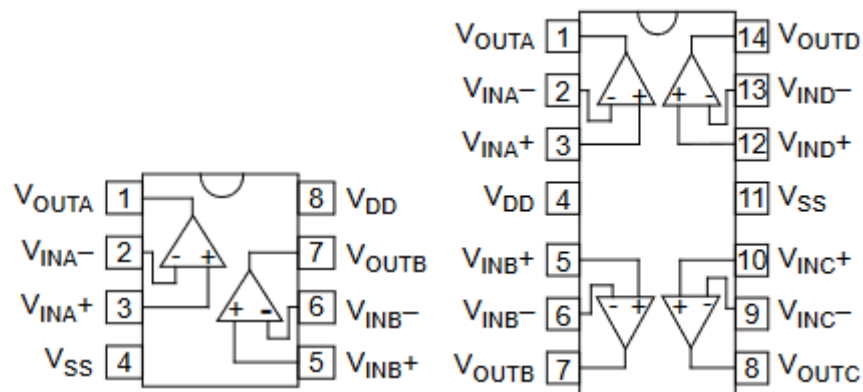 VOUTA 1 8 VDD
VINA– 2 - + 7 VOUTB
VINA+ 3 + - 6 VINB–
VSS 4 5 VINB+
VOUTA 1 14 VOUTD
VINA– 2 - + + - 13 VIND–
VINA+ 3 12 VIND+
VDD 4 11 VSS
VINB+ 5 10 VINC+
VINB– 6 - + + - 9 VINC–
VOUTB 7 8 VOUTC